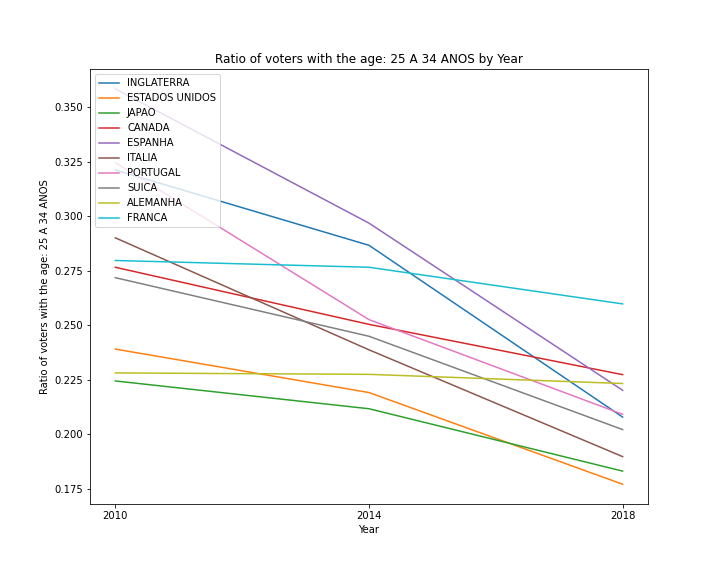 Ratio of voters with the age: 25 A 34 ANOS by Year
INGLATERRA
ESTADOS UNIDOS
JAPAO
CANADA
ESPANHA
ITALIA
PORTUGAL
SUICA
ALEMANHA
FRANCA
Ratio of voters with the age: 25 A 34 ANOS
0.350
0.325
0.300
0.275
0.250
0.225
0.200
0.175
2010
2014
2018
Year